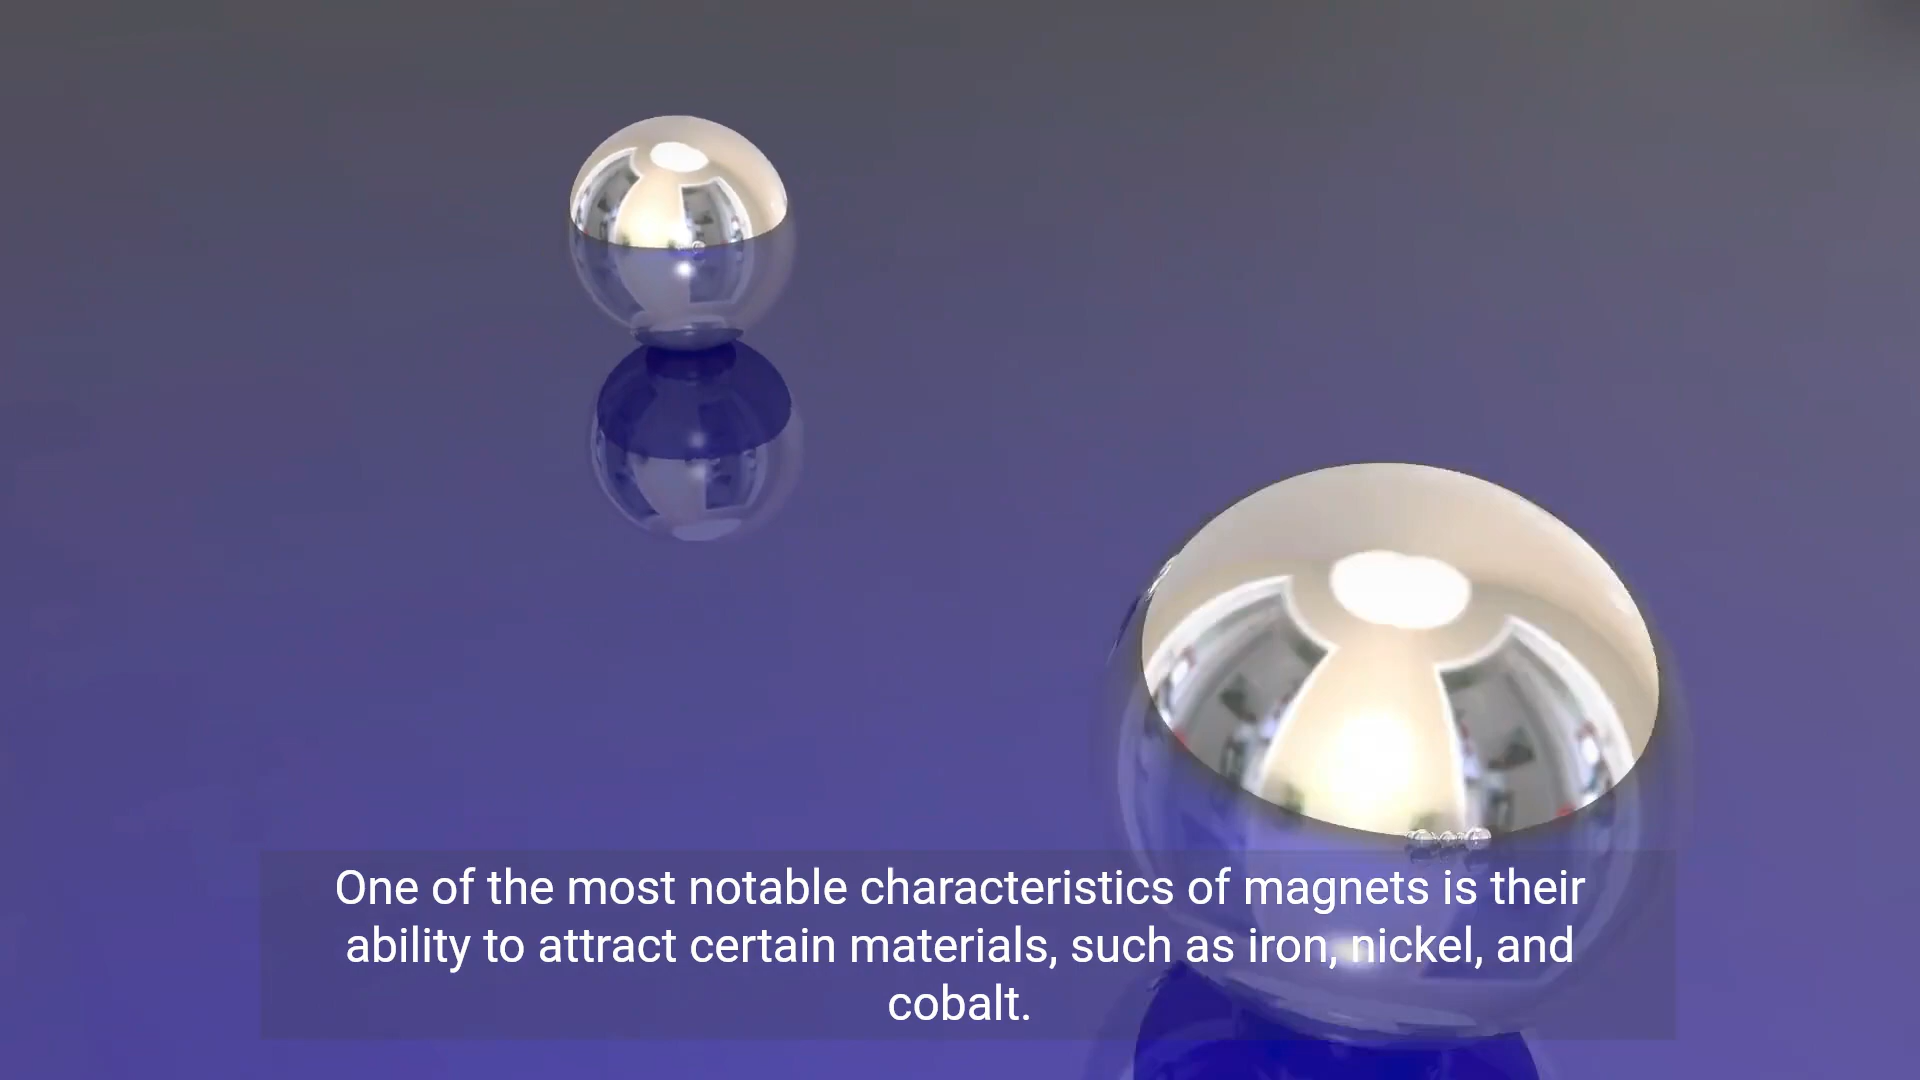 One of the most notable characteristics of magnets is their
ability to attract certain materials, such as iron, nickel, and
cobalt.